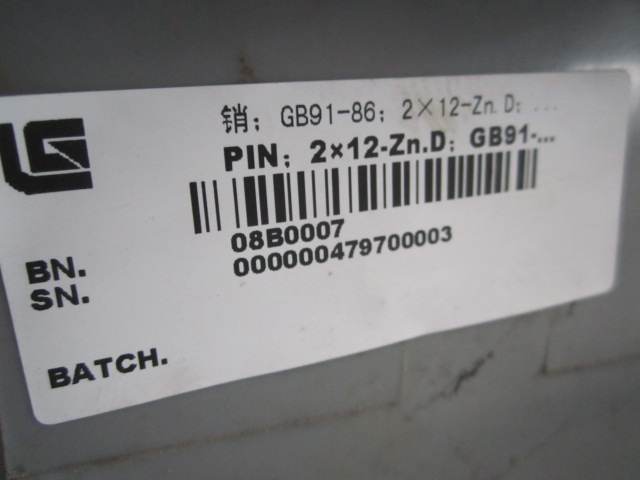 销; GB91-86; 2×12-Zn.D; ...
PIN; 2×12-Zn.D; GB91-...
08B0007
BN. 000000479700003
SN.
BATCH.